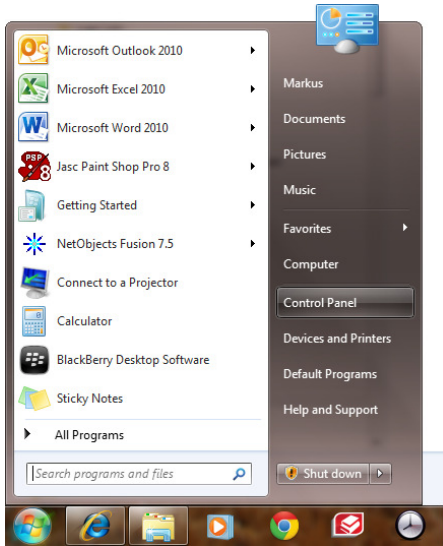 Microsoft Outlook 2010
Microsoft Excel 2010
Microsoft Word 2010
PSP
8
Jasc Paint Shop Pro 8
Getting Started
NetObjects Fusion 7.5
Connect to a Projector
Calculator
BlackBerry Desktop Software
Sticky Notes
All Programs
Search programs and files
Markus
Documents
Pictures
Music
Favorites
Computer
Control Panel
Devices and Printers
Default Programs
Help and Support
Shut down